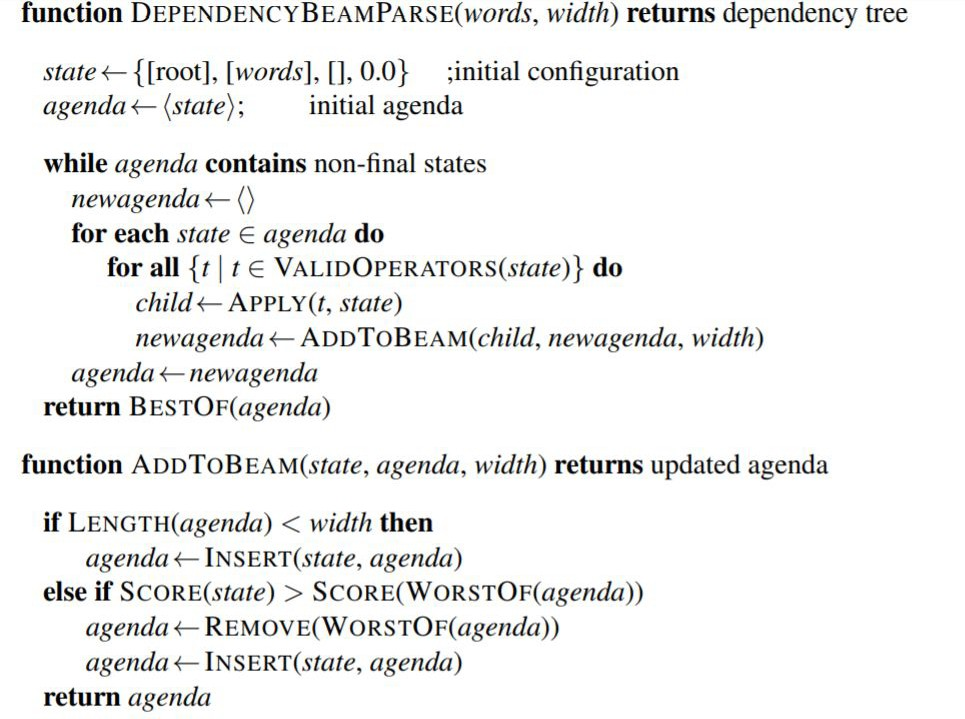 function DEPENDENCYBEAMPARSE(words, width) returns dependency tree
state ← {[root], [words], [], 0.0} ;initial configuration
agenda ← ⟨state⟩; initial agenda
while agenda contains non-final states
newagenda ← ⟨⟩
for each state ∈ agenda do
for all {t | t ∈ VALIDOPERATORS(state)} do
child ← APPLY(t, state)
newagenda ← ADDTOBEAM(child, newagenda, width)
agenda ← newagenda
return BESTOF(agenda)
function ADDTOBEAM(state, agenda, width) returns updated agenda
if LENGTH(agenda) < width then
agenda ← INSERT(state, agenda)
else if SCORE(state) > SCORE(WORSTOF(agenda))
agenda ← REMOVE(WORSTOF(agenda))
agenda ← INSERT(state, agenda)
return agenda